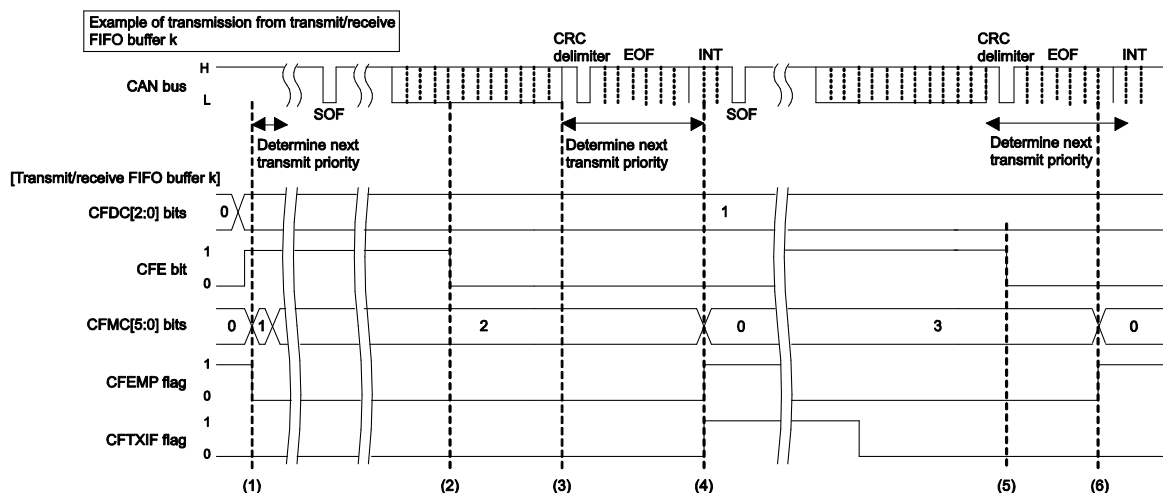 Example of transmission from transmit/receive
FIFO buffer k
CRC
delimiter
EOF
INT
CRC
delimiter
EOF
INT
H
CAN bus
L
SOF
SOF
Determine next
transmit priority
Determine next
transmit priority
Determine next
transmit priority
[Transmit/receive FIFO buffer k]
CFDC[2:0] bits
0
1
1
CFE bit
0
CFMC[5:0] bits
0
1
2
0
3
0
1
CFEMP flag
0
1
CFTXIF flag
0
(1)
(2)
(3)
(4)
(5)
(6)